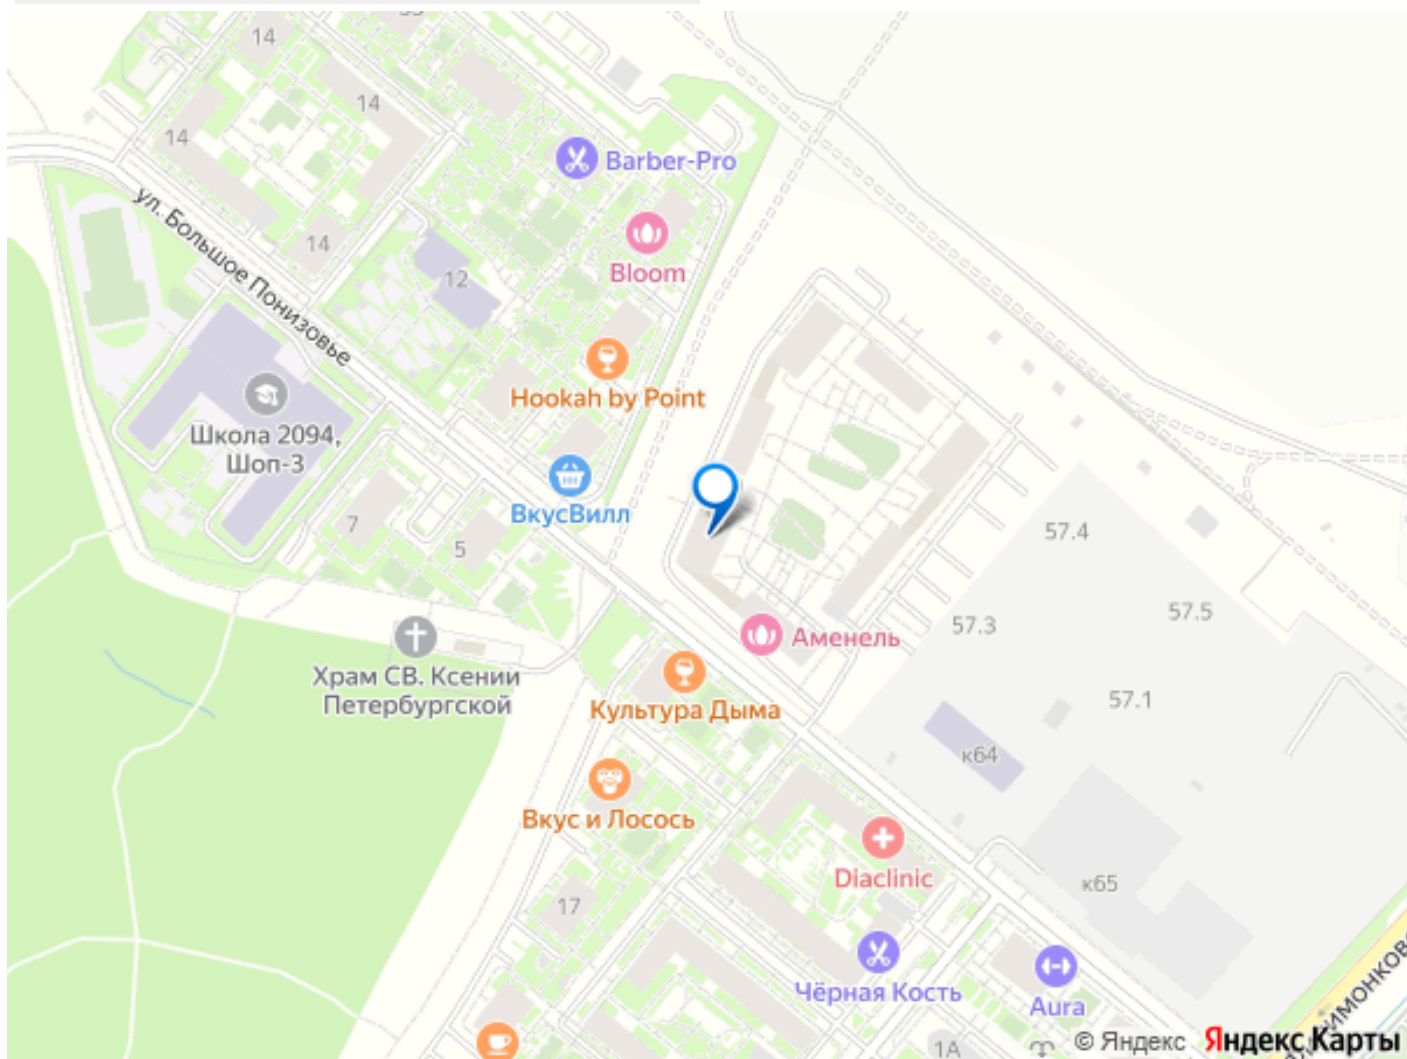 14
14
14
Barber-Pro
ул. Большое Понизовье
14
Bloom
12
Hookah by Point
Школа 2094,
Шоп-3
ВкусВилл
7
5
57.4
57.5
57.3
Аменель
Храм СВ. Ксении
Петербургской
Культура Дыма
57.1
к64
Вкус и Лосось
Diaclinic
к65
17
Чёрная Кость
Aura
1А
© Яндекс Яндекс Карты